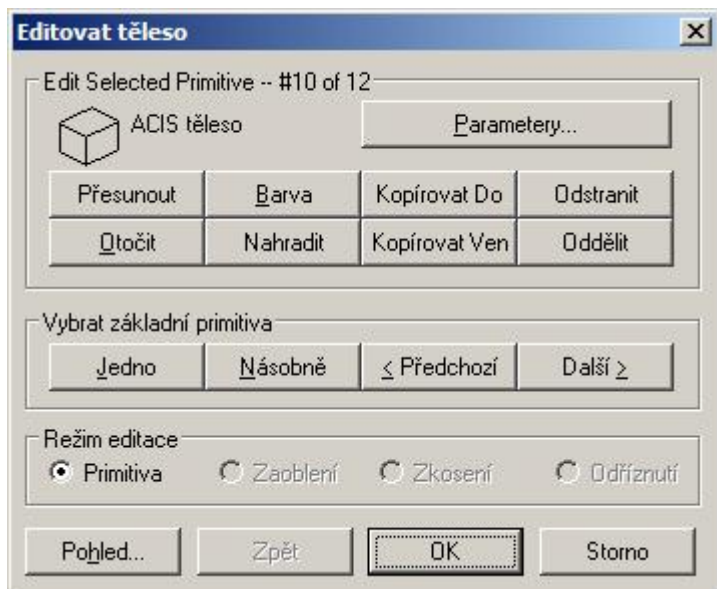 Editovat těleso
Edit Selected Primitive -- #10 of 12
ACIS těleso Parametery...
Přesunout Barva Kopírovat Do Odstranit
Otočit Nahradit Kopírovat Ven Oddělit
Vybrat základní primitiva
Jedno Násobně < Předchozí Další >
Režim editace
Primitiva Zaoblení Zkosení Odříznutí
Pohled... Zpět OK Storno